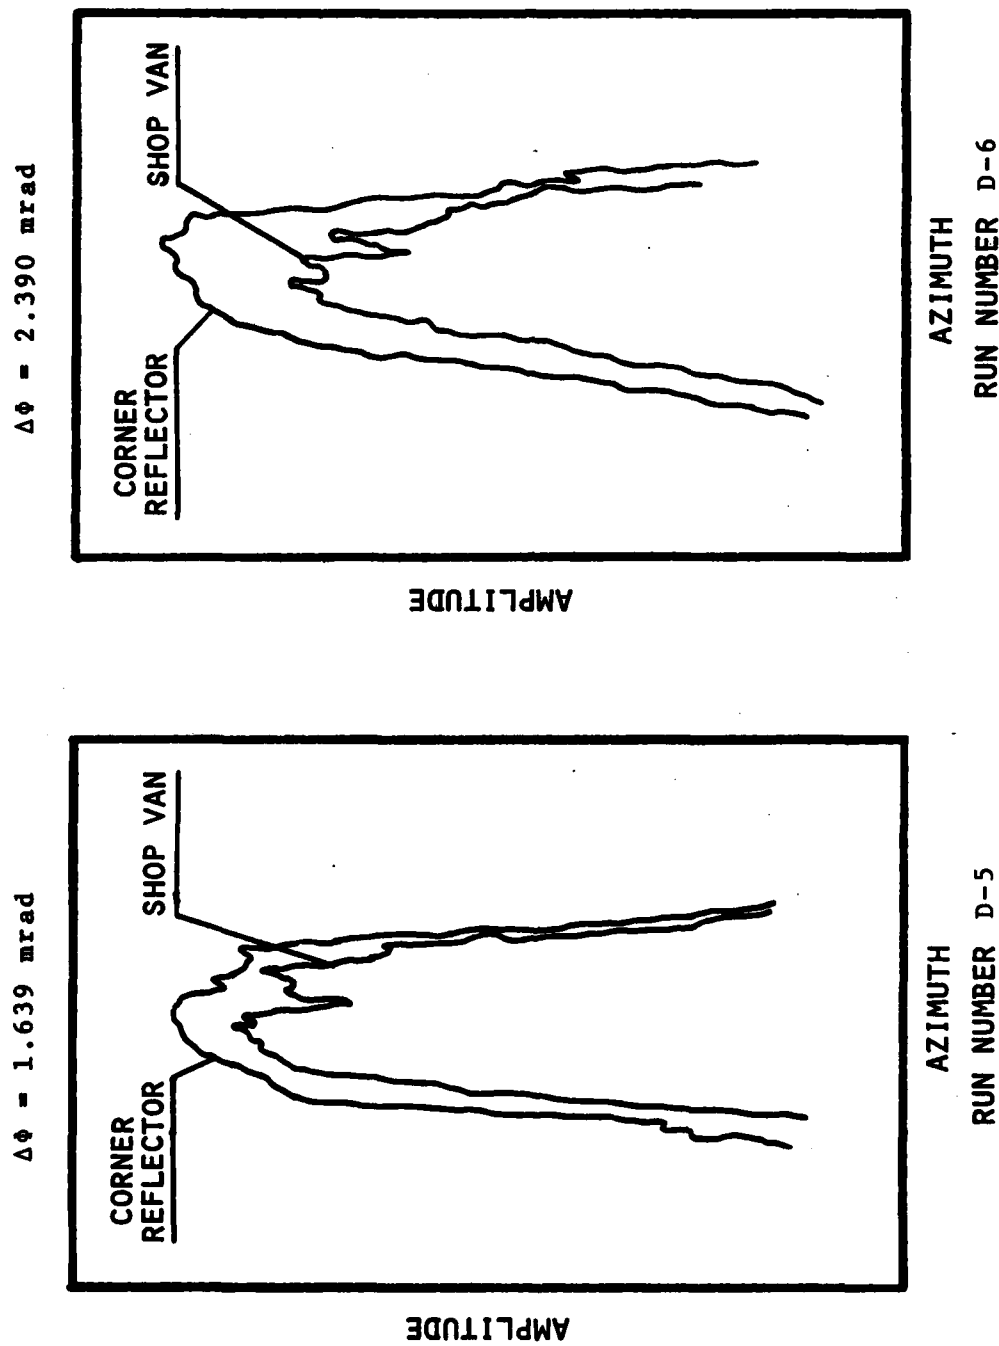 ΔΦ = 1.639 mrad
CORNER
REFLECTOR
SHOP VAN
AMPLITUDE
AZIMUTH
RUN NUMBER D-5
ΔΦ = 2.390 mrad
CORNER
REFLECTOR
SHOP VAN
AMPLITUDE
AZIMUTH
RUN NUMBER D-6